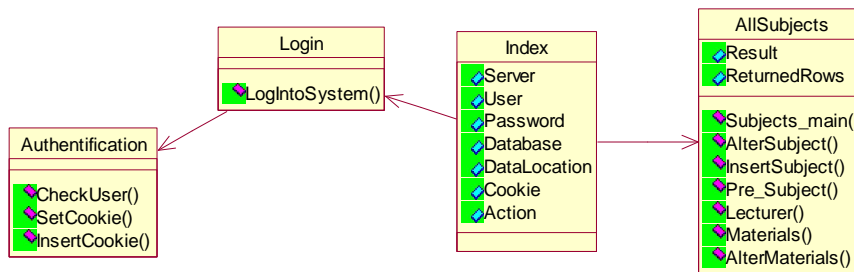 Authentification
CheckUser()
SetCookie()
InsertCookie()
Login
LogIntoSystem()
Index
Server
User
Password
Database
DataLocation
Cookie
Action
AllSubjects
Result
ReturnedRows
Subjects_main(
AlterSubject()
InsertSubject()
Pre_Subject()
Lecturer()
Materials()
AlterMaterials()